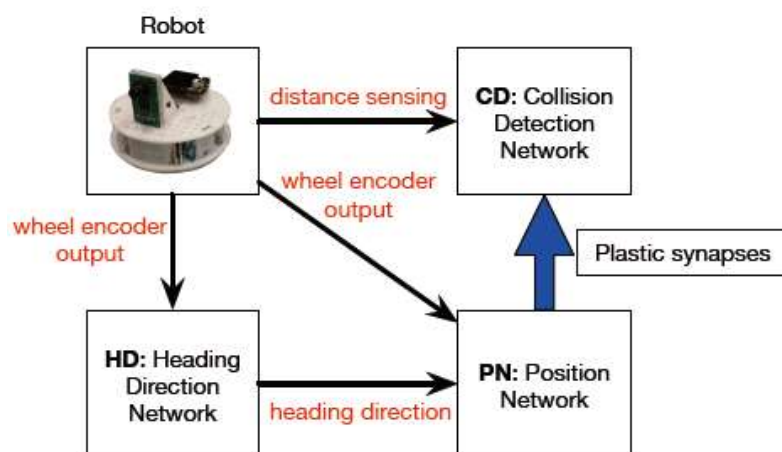 Robot
distance sensing
CD: Collision
Detection
Network
wheel encoder
output
wheel encoder
output
Plastic synapses
HD: Heading
Direction
Network
heading direction
PN: Position
Network